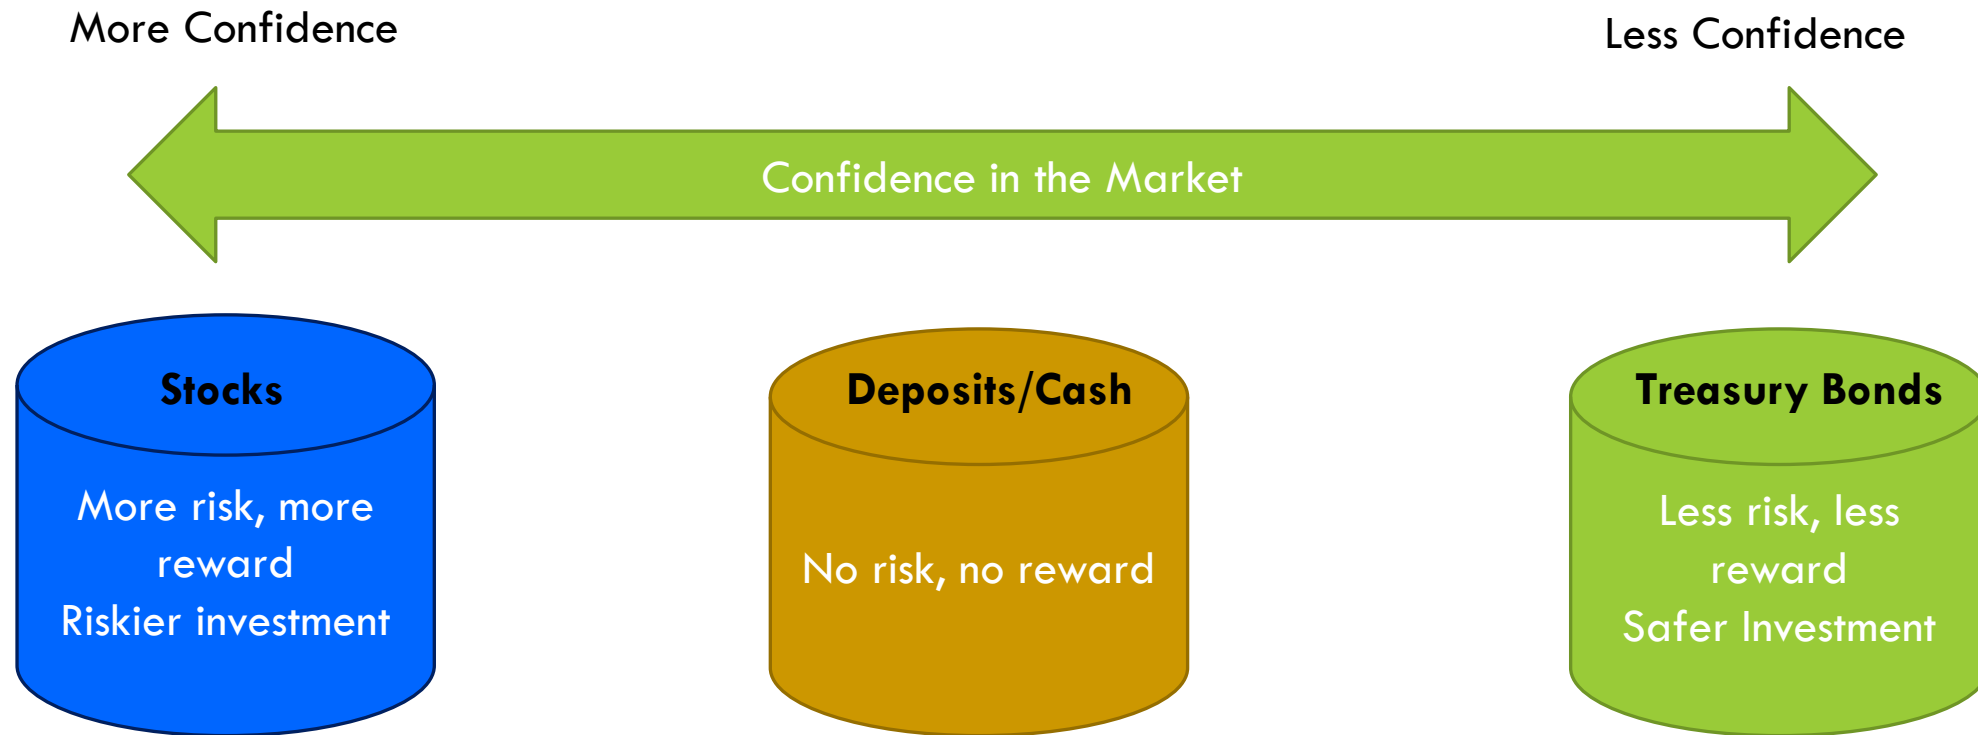 More Confidence
Less Confidence
Confidence in the Market
Stocks
More risk, more
reward
Riskier investment
Deposits/Cash
No risk, no reward
Treasury Bonds
Less risk, less
reward
Safer Investment